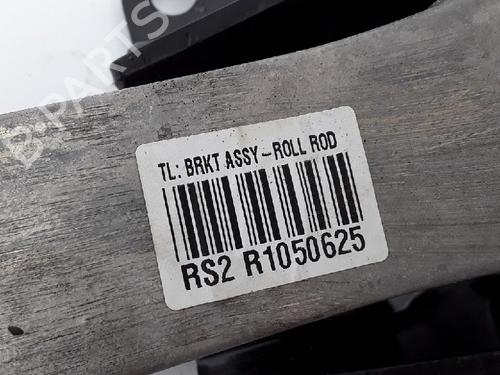 B-PARTS
TL: BRKT ASSY-ROLL ROD
RS2 R1050625